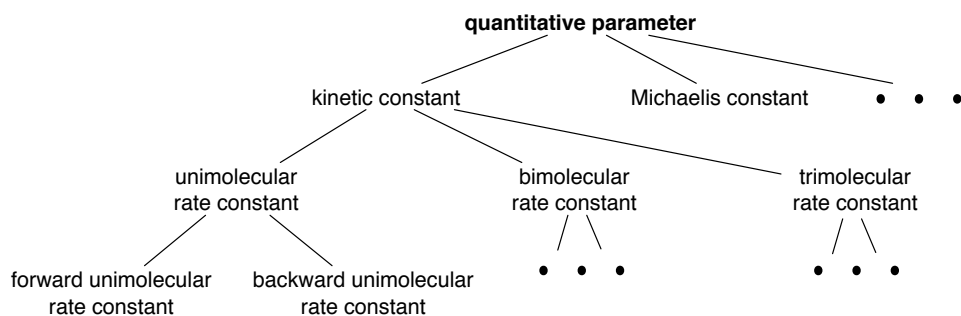 quantitative parameter
kinetic constant
Michaelis constant
unimolecular
rate constant
bimolecular
rate constant
trimolecular
rate constant
forward unimolecular
rate constant
backward unimolecular
rate constant